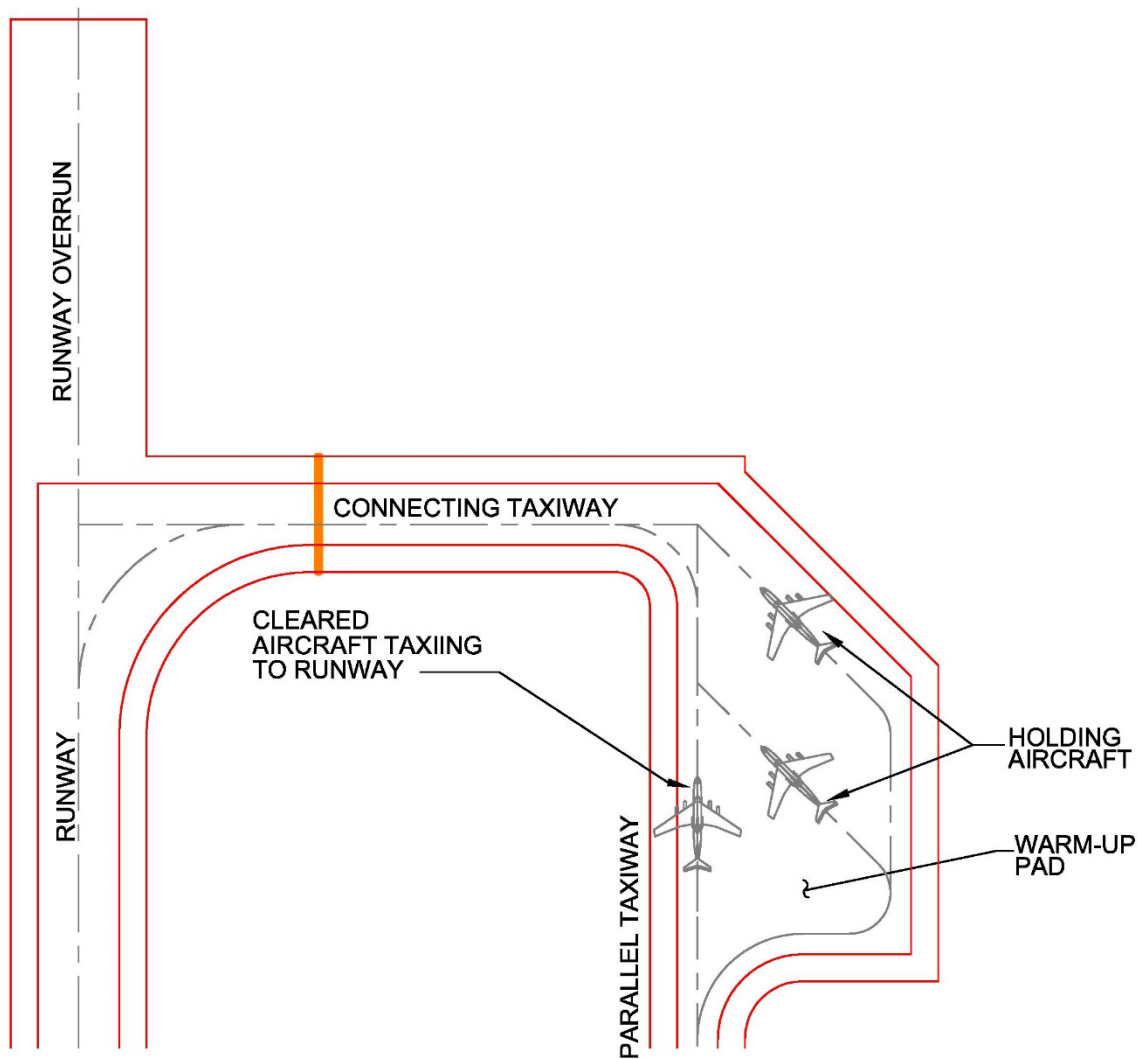 RUNWAY OVERRUN
CONNECTING TAXIWAY
CLEARED
AIRCRAFT TAXIING
TO RUNWAY
RUNWAY
HOLDING
AIRCRAFT
WARM-UP
PAD
PARALLEL TAXIWAY